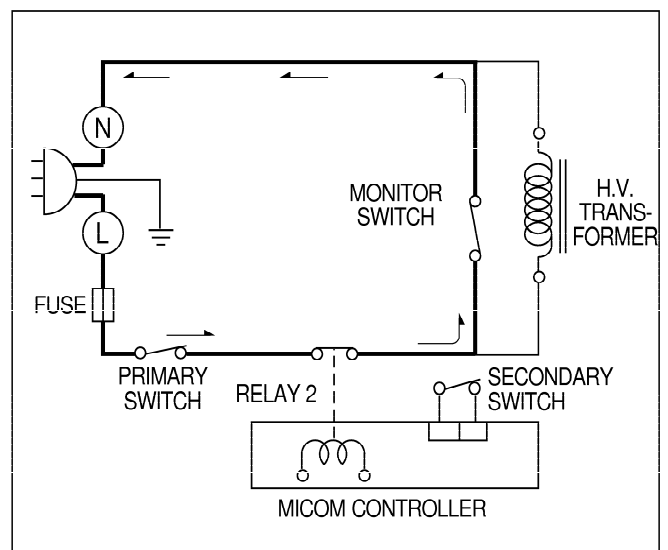 N
MONITOR
SWITCH
H.V.
TRANS-
FORMER
L
FUSE
PRIMARY
SWITCH
RELAY 2
SECONDARY
SWITCH
MICOM CONTROLLER